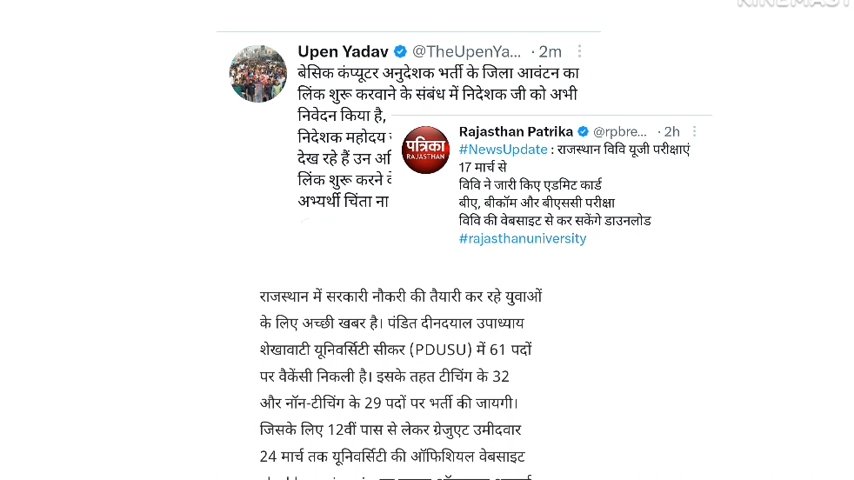 KINEMAST
Upen Yadav @TheUpenYa... · 2m
बेसिक कंप्यूटर अनुदेशक भर्ती के जिला आवंटन का
लिंक शुरू करवाने के संबंध में निदेशक जी को अभी
निवेदन किया है,
निदेशक महोदय
देख रहे हैं उन
लिंक शुरू करने
अभ्यर्थी चिंता ना
पत्रिका
RAJASTHAN
Rajasthan Patrika @rpbre... · 2h
#NewsUpdate : राजस्थान विवि यूजी परीक्षाएं
17 मार्च से
विवि ने जारी किए एडमिट कार्ड
बीए, बीकॉम और बीएससी परीक्षा
विवि की वेबसाइट से कर सकेंगे डाउनलोड
#rajasthanuniversity
राजस्थान में सरकारी नौकरी की तैयारी कर रहे युवाओं
के लिए अच्छी खबर है। पंडित दीनदयाल उपाध्याय
शेखावाटी यूनिवर्सिटी सीकर (PDUSU) में 61 पदों
पर वैकेंसी निकली है। इसके तहत टीचिंग के 32
और नॉन-टीचिंग के 29 पदों पर भर्ती की जायगी।
जिसके लिए 12वीं पास से लेकर ग्रेजुएट उमीदवार
24 मार्च तक यूनिवर्सिटी की ऑफिशियल वेबसाइट